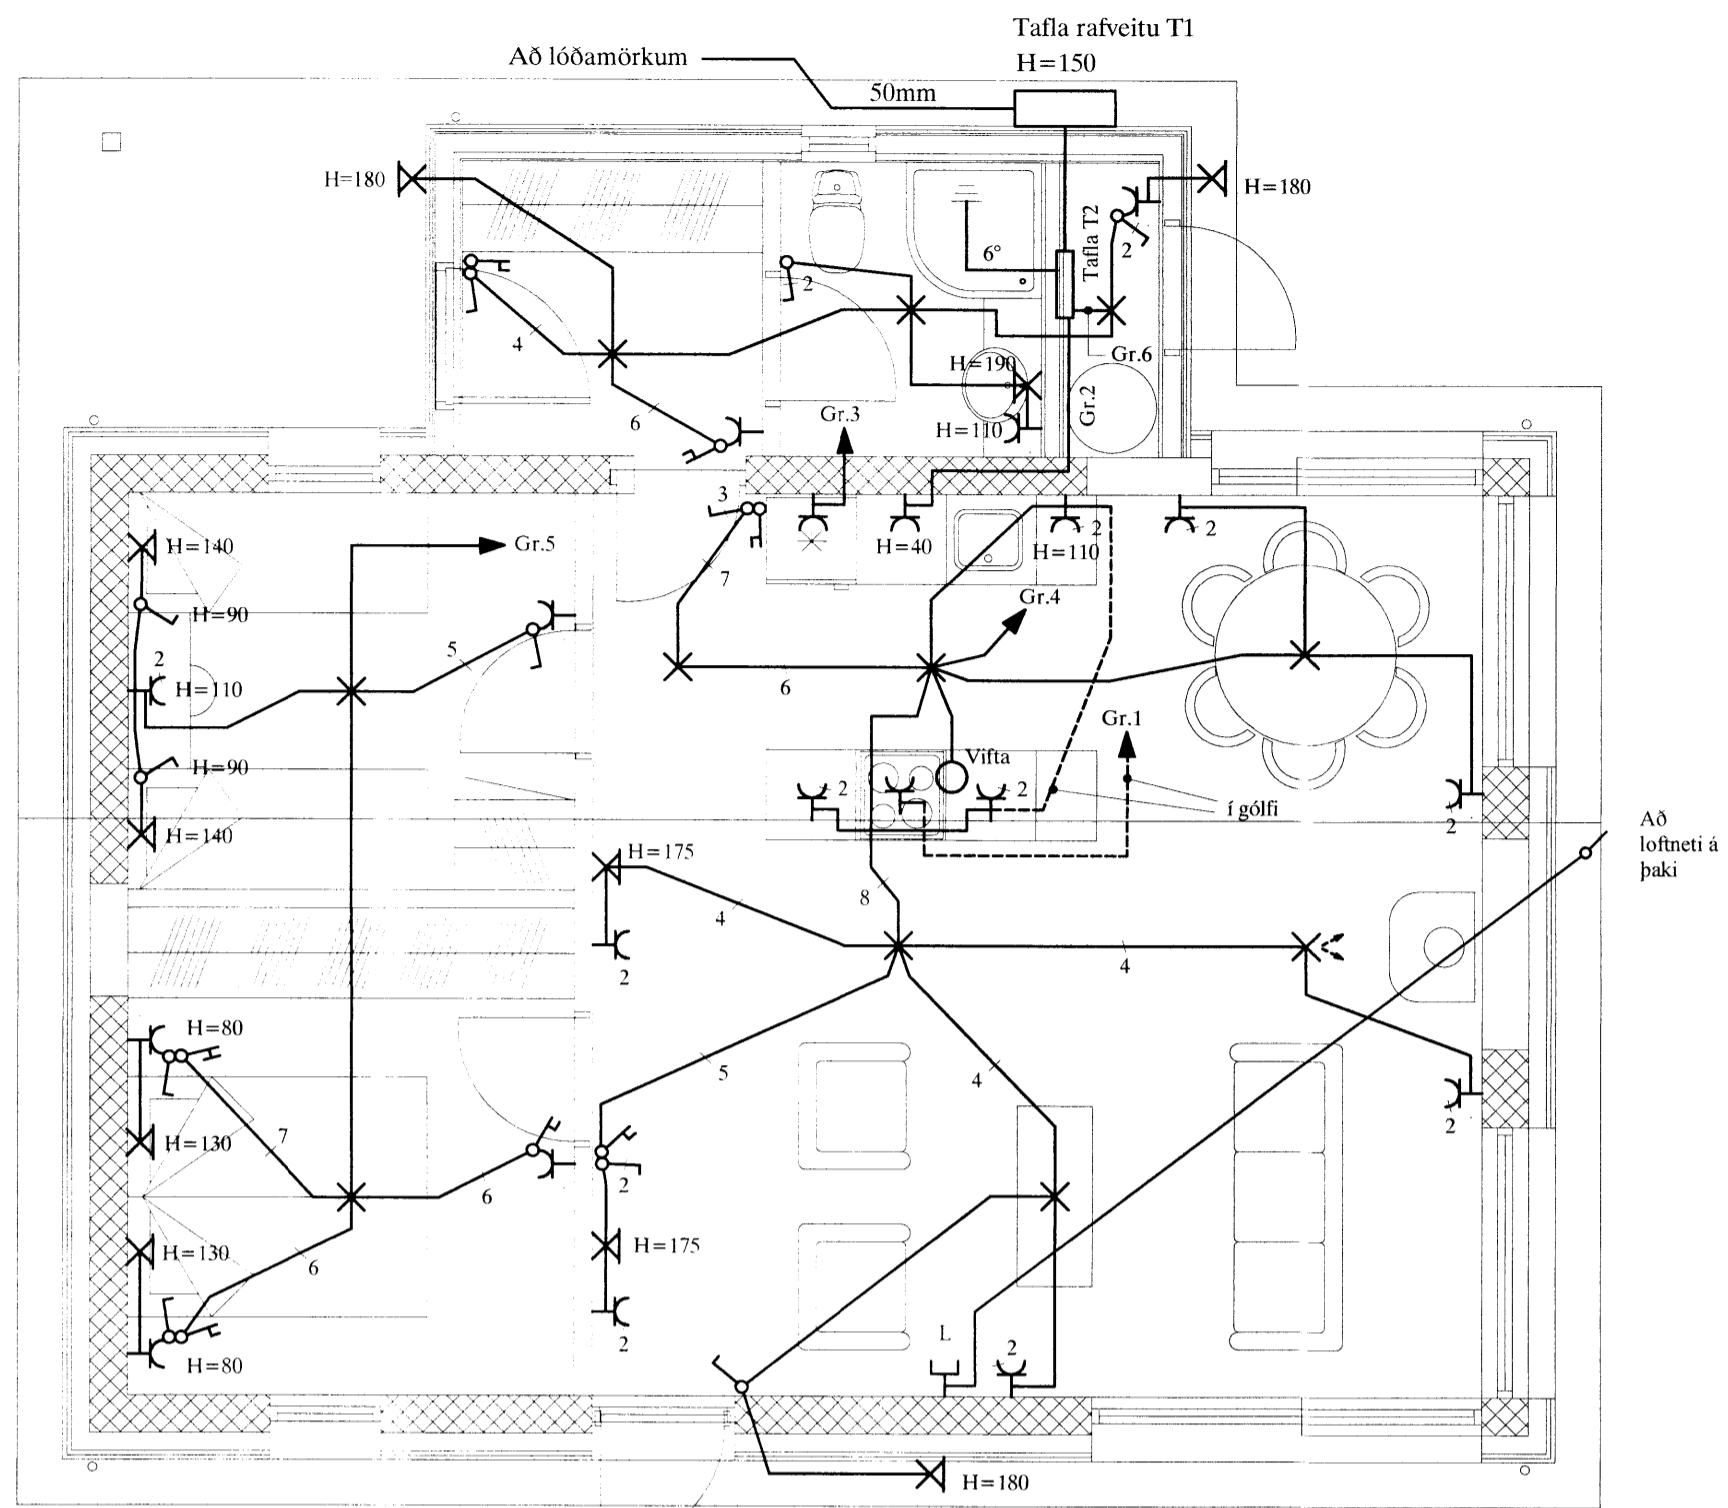 Tafla rafveitu T1
Að lóðamörkum
H=150
50mm
H=180
H=180
Tafla T2
6°
2
2
4
Gr.6
H=190
Gr.2
6
Gr.3
H=110
3
2
2
H=140
Gr.5
H=40
H=110
7
H=90
Gr.4
5
2
H=110
6
Gr.1
H=90
Vifta
2
2
í gólfi
H=140
2
Að
loftneti á
þaki
H=175
8
4
4
2
H=80
5
4
2
H=130
7
6
2
H=130
H=175
6
L
2
2
H=80
H=180